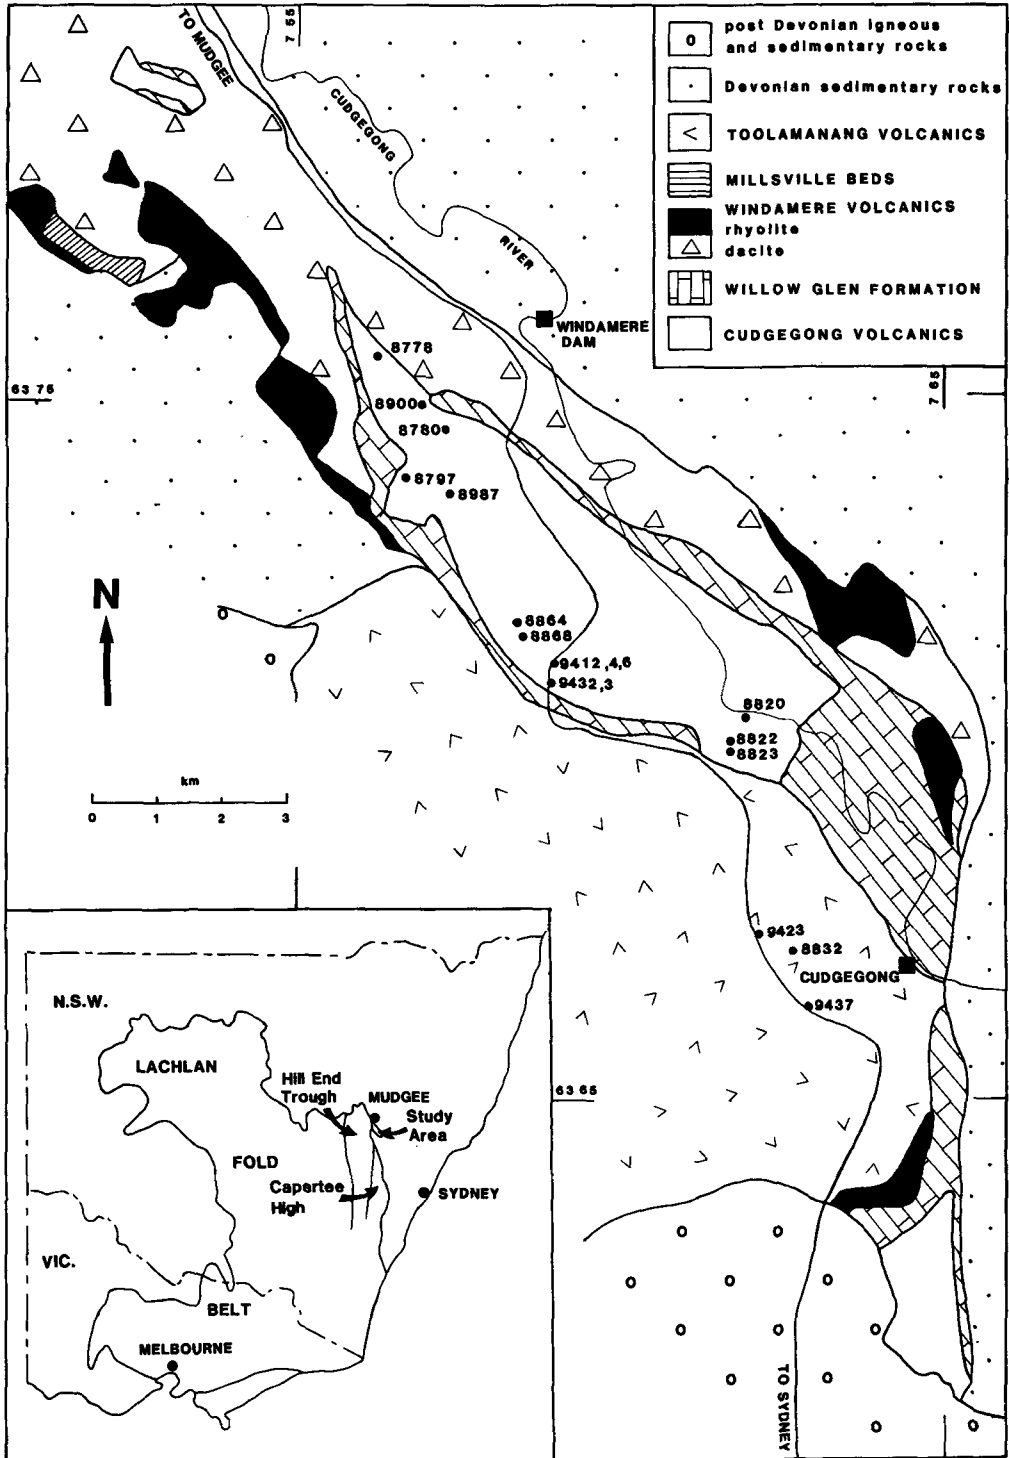 7 55
TO MUDGEE
CUDGEGONG
RIVER
WINDAMERE
DAM
post Devonian igneous
and sedimentary rocks
Devonian sedimentary rocks
TOOLAMANANG VOLCANICS
MILLSVILLE BEDS
WINDAMERE VOLCANICS
rhyolite
dacite
WILLOW GLEN FORMATION
CUDGEGONG VOLCANICS
63 75
7 65
8778
8900
8780
8797
8987
N
8864
8868
9412,4,6
9432,3
8820
8822
8823
km
0 1 2 3
9423
8832
CUDGEGONG
9437
63 65
TO SYDNEY
N.S.W.
LACHLAN
Hill End
Trough
MUDGEE
Study
Area
FOLD
Capertee
High
SYDNEY
VIC.
BELT
MELBOURNE